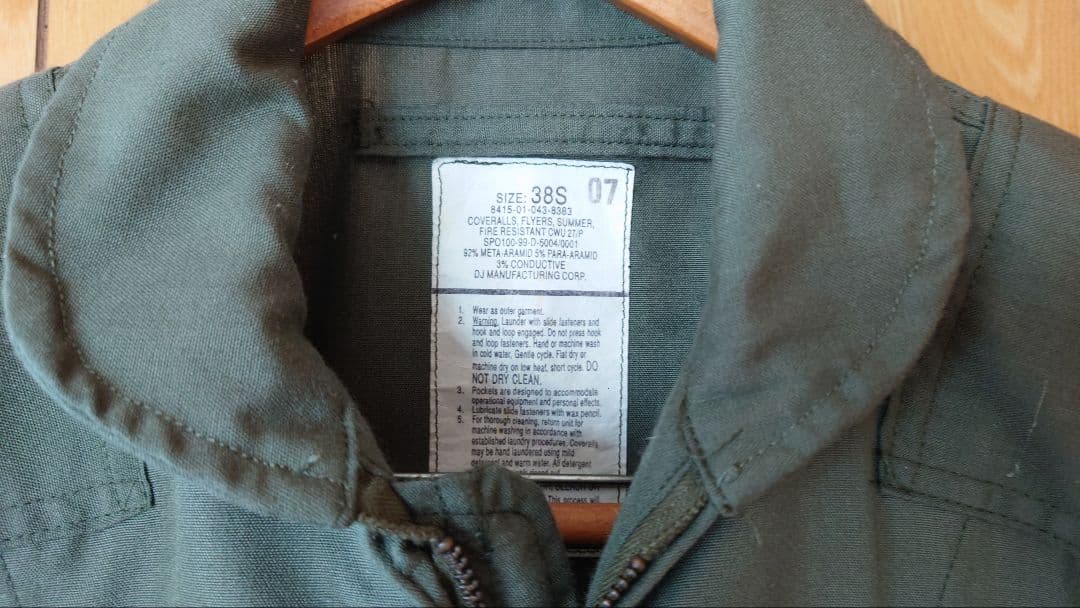 SIZE: 38S 07
8415-01-043-8383
COVERALLS, FLYERS, SUMMER,
FIRE RESISTANT CWU 27/P
SPO100-99-D-5004/0001
92% META-ARAMID 5% PARA-ARAMID
3% CONDUCTIVE
DJ MANUFACTURING CORP.
1. Wear as outer garment.
2. Warning. Launder with slide fasteners and
hook and loop engaged. Do not press hook
and loop fasteners. Hand or machine wash
in cold water, Gentle cycle. Flat dry or
machine dry on low heat, short cycle. DO
NOT DRY CLEAN.
3. Pockets are designed to accommodate
operational equipment and personal effects.
4. Lubricate slide fasteners with wax pencil.
5. For thorough cleaning, return unit for
machine washing in accordance with
established laundry procedures. Coveralls
may be hand laundered using mild
detergent and warm water. All detergent
This process will